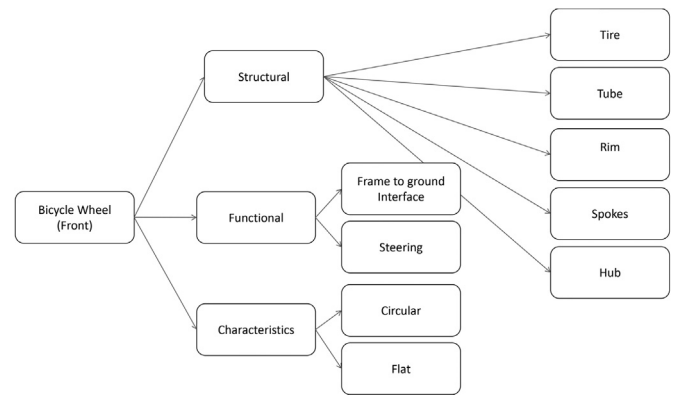 Tire
Structural
Tube
Rim
Frame to ground
Interface
Bicycle Wheel
(Front)
Functional
Spokes
Steering
Hub
Circular
Characteristics
Flat